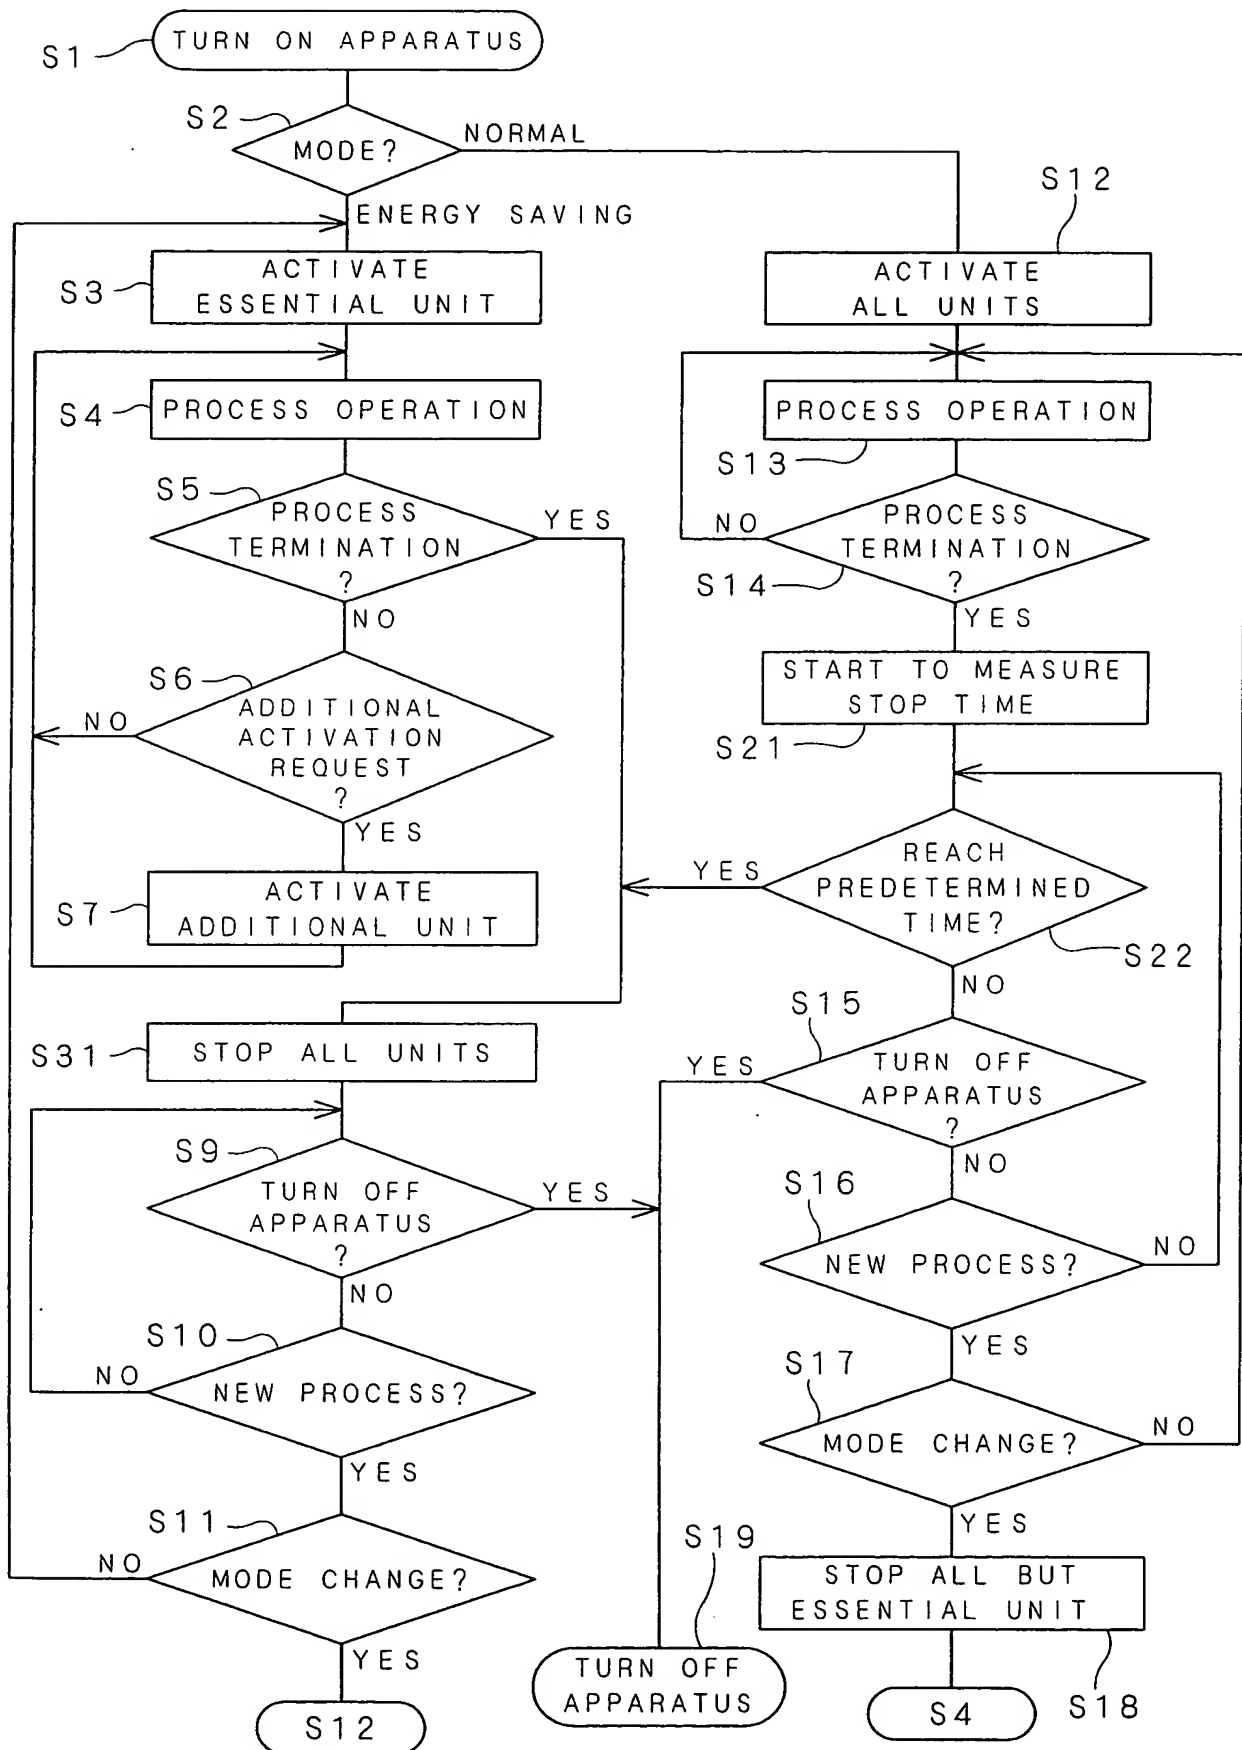 S1
TURN ON APPARATUS
S2
MODE?
NORMAL
ENERGY SAVING
S12
S3
ACTIVATE
ESSENTIAL UNIT
ACTIVATE
ALL UNITS
S4
PROCESS OPERATION
PROCESS OPERATION
S13
S5
PROCESS
TERMINATION
?
YES
NO
NO
PROCESS
TERMINATION
?
S14
YES
S6
ADDITIONAL
ACTIVATION
REQUEST
?
NO
YES
START TO MEASURE
STOP TIME
S21
S7
ACTIVATE
ADDITIONAL UNIT
YES
REACH
PREDETERMINED
TIME?
S22
NO
S31
STOP ALL UNITS
S15
YES
TURN OFF
APPARATUS
?
NO
S9
TURN OFF
APPARATUS
?
YES
NO
S16
NEW PROCESS?
NO
YES
S10
NO
NEW PROCESS?
YES
S17
MODE CHANGE?
NO
YES
S11
NO
MODE CHANGE?
YES
S19
TURN OFF
APPARATUS
STOP ALL BUT
ESSENTIAL UNIT
S18
S12
S4